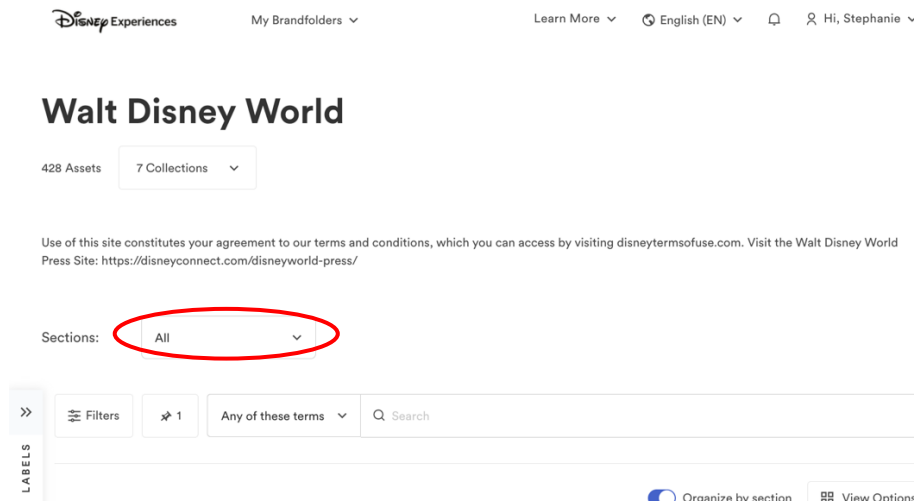 Disney Experiences My Brandfolders Learn More English (EN) Hi, Stephanie
Walt Disney World
428 Assets 7 Collections
Use of this site constitutes your agreement to our terms and conditions, which you can access by visiting disneytermsofuse.com. Visit the Walt Disney World
Press Site: https://disneyconnect.com/disneyworld-press/
Sections: All
Filters 1 Any of these terms Search
LABELS
Organize by section View Options